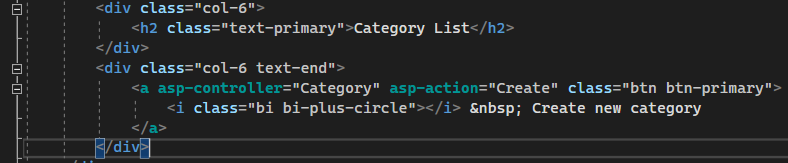 <div class="col-6">
<h2 class="text-primary">Category List</h2>
</div>
<div class="col-6 text-end">
<a asp-controller="Category" asp-action="Create" class="btn btn-primary">
<i class="bi bi-plus-circle"></i> &nbsp; Create new category
</a>
</div>